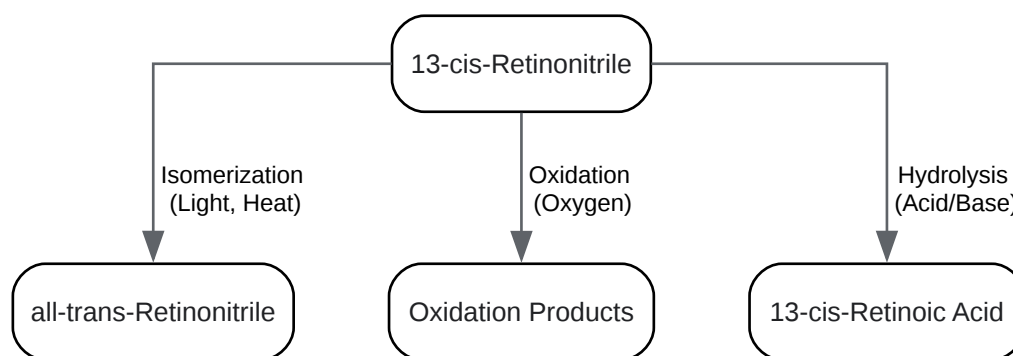 13-cis-Retinonitrile
Isomerization
(Light, Heat)
Oxidation
(Oxygen)
Hydrolysis
(Acid/Base)
all-trans-Retinonitrile
Oxidation Products
13-cis-Retinoic Acid